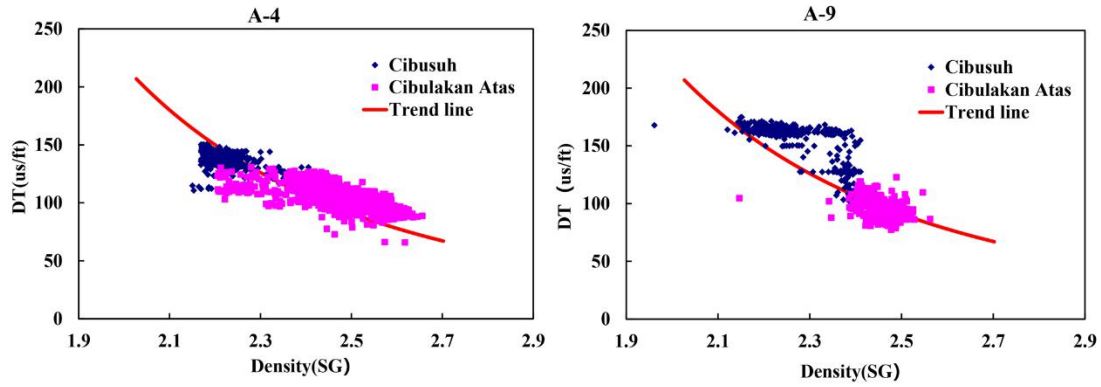 A-4
250
200
150
100
50
0
DT(us/ft)
Cibusuh
Cibulakan Atas
Trend line
1.9 2.1 2.3 2.5 2.7 2.9
Density(SG)
A-9
250
200
150
100
50
0
DT (us/ft)
Cibusuh
Cibulakan Atas
Trend line
1.9 2.1 2.3 2.5 2.7 2.9
Density(SG)